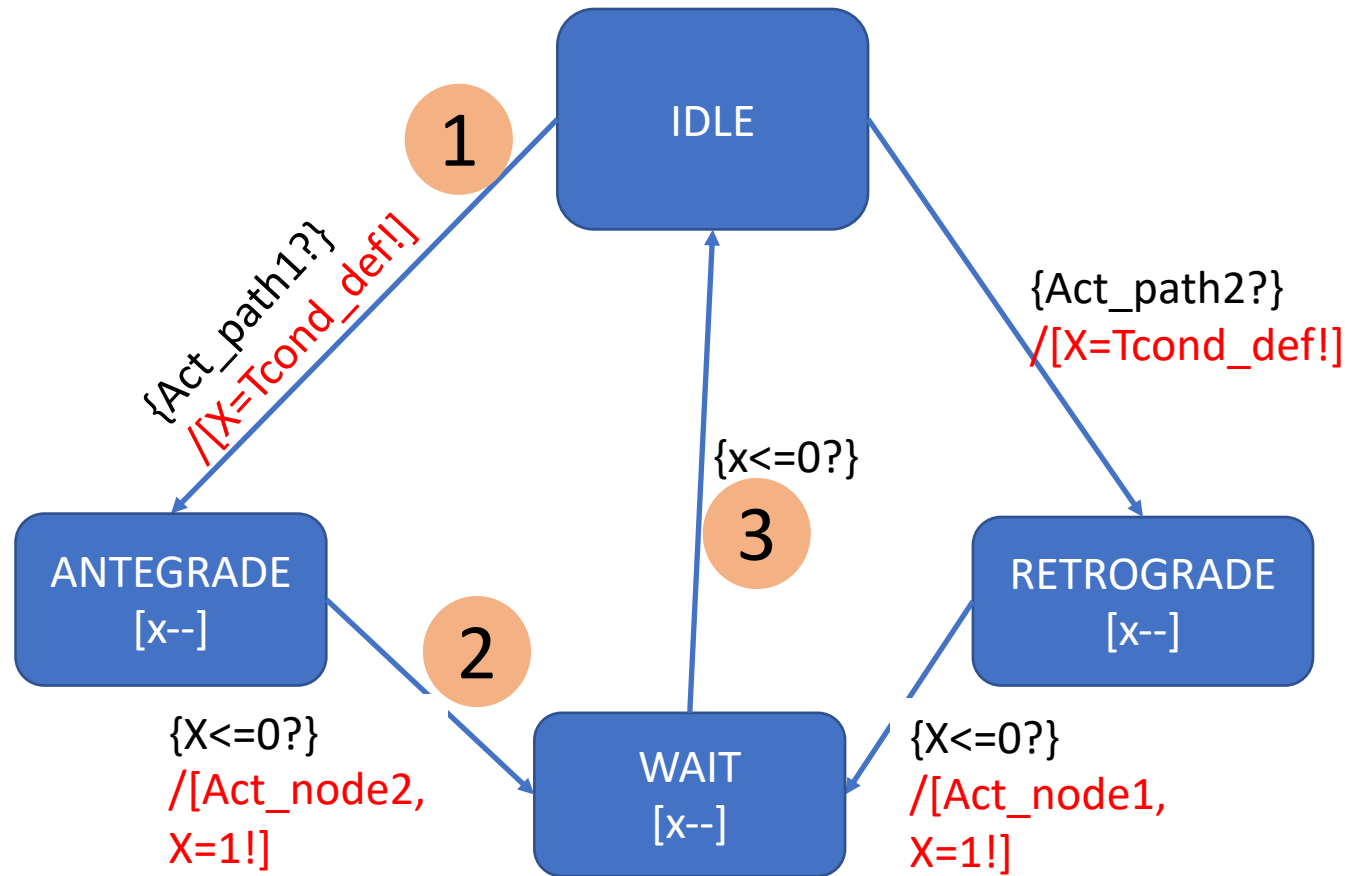 IDLE
1
{Act_path1?}
/[X=Tcond_def!]
{Act_path2?}
/[X=Tcond_def!]
{x<=0?}
3
ANTEGRADE
[x--]
RETROGRADE
[x--]
2
{X<=0?}
/[Act_node2,
X=1!]
WAIT
[x--]
{X<=0?}
/[Act_node1,
X=1!]